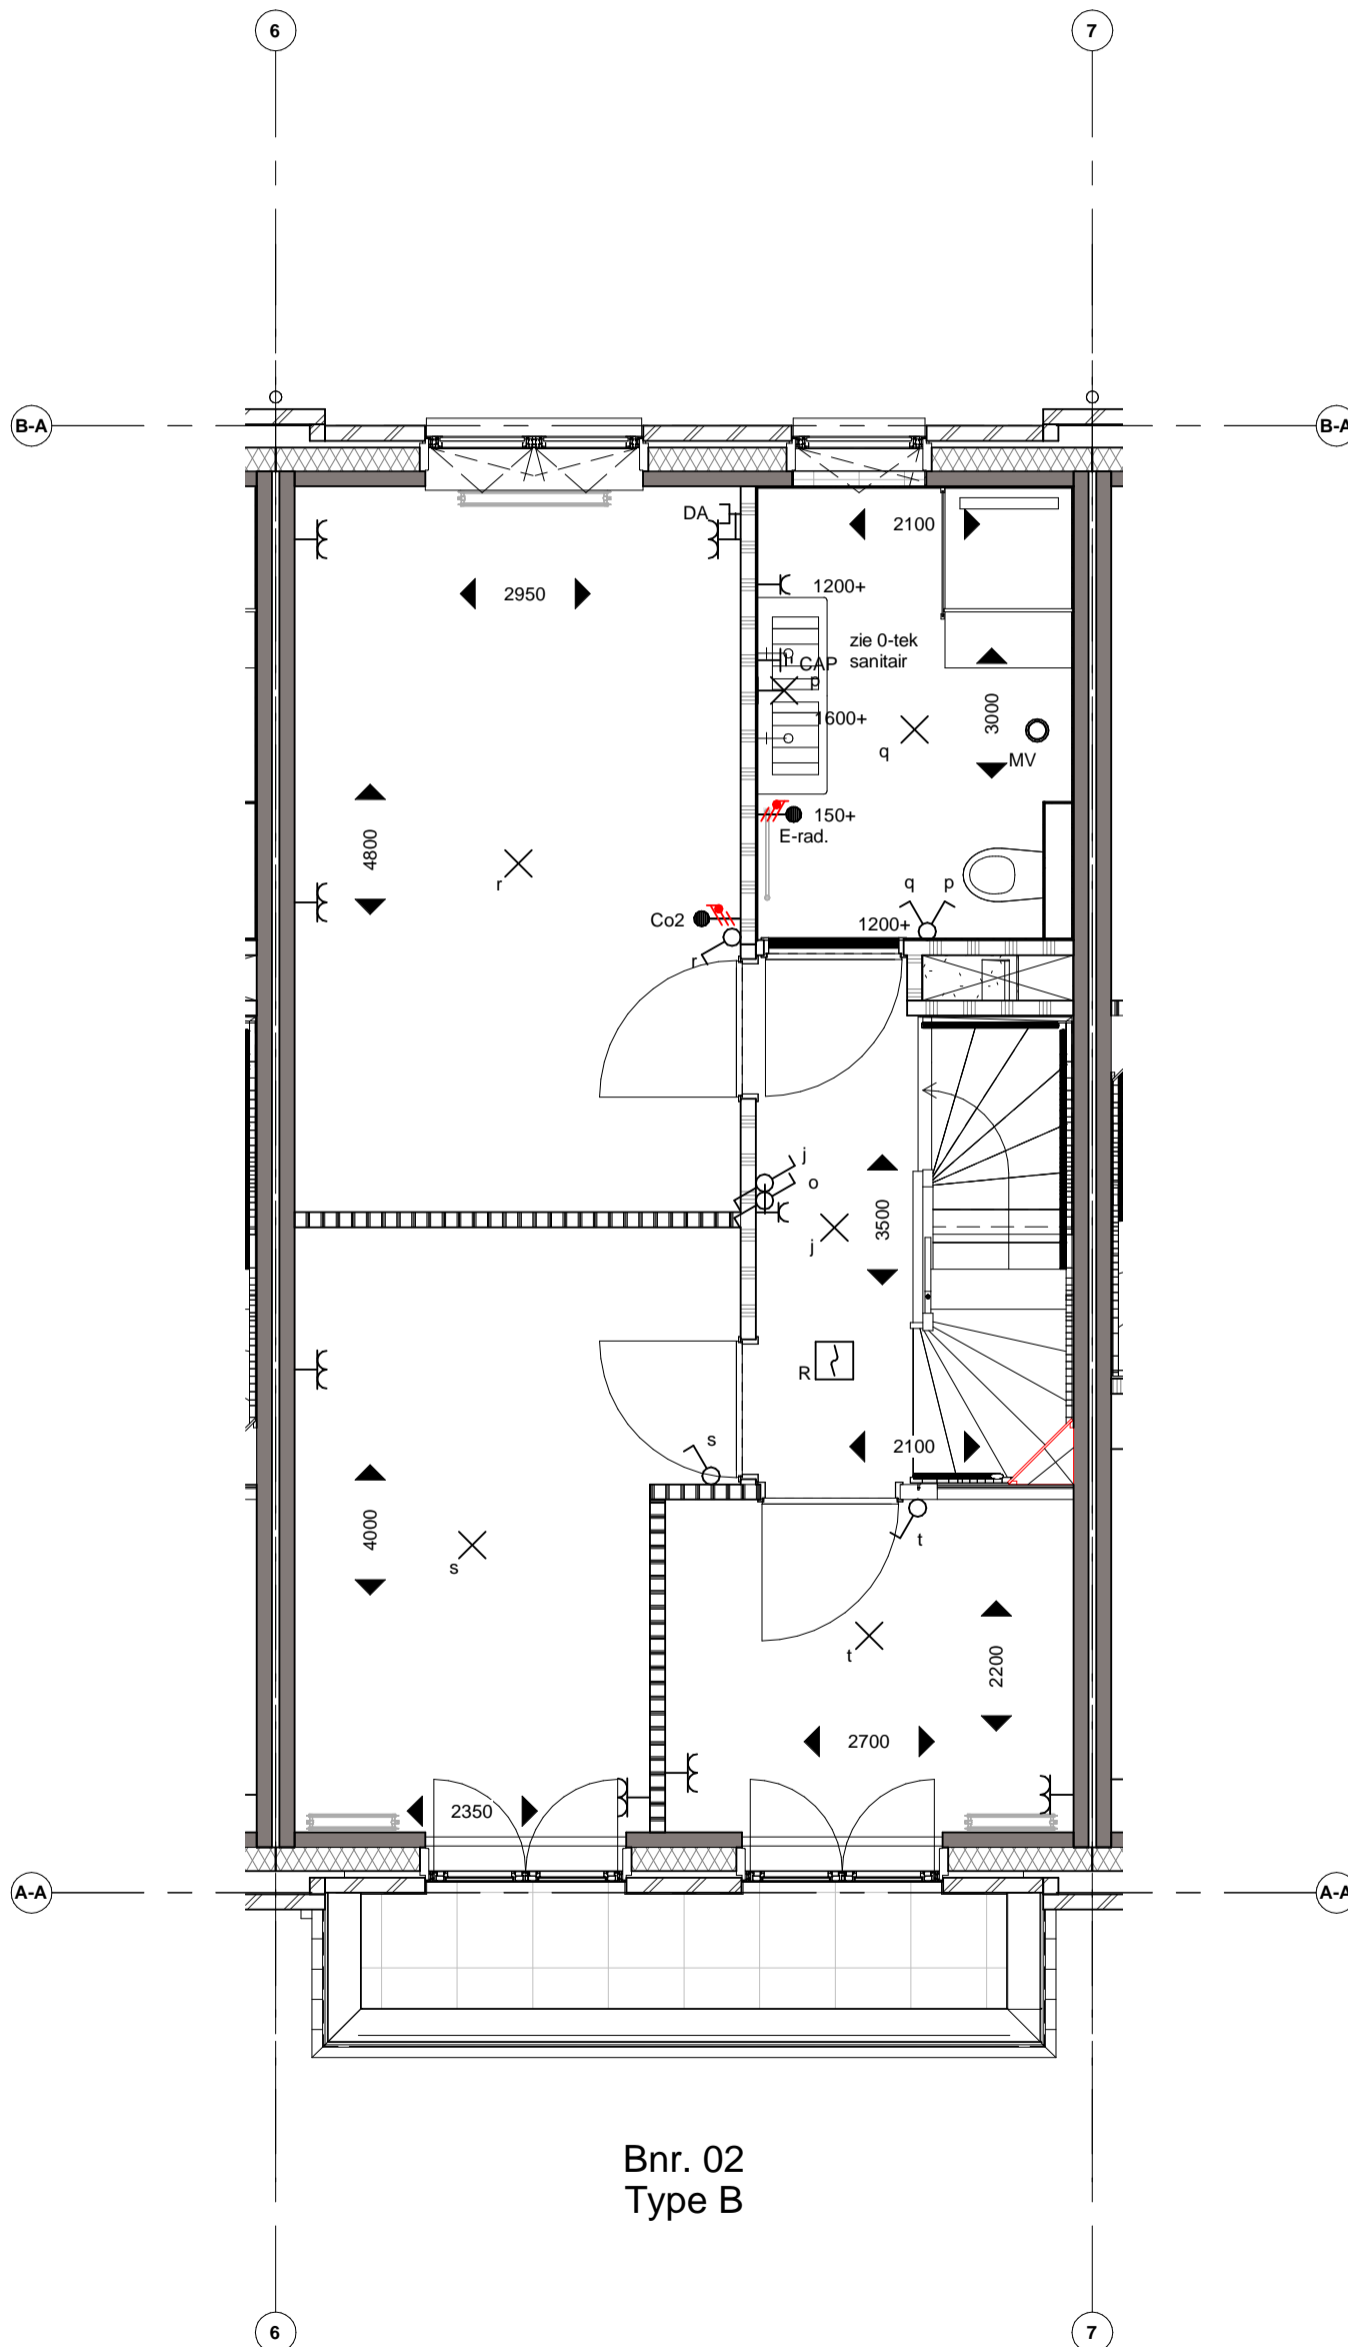 6
7
B-A
B-A
DA
2100
1200+
2950
zie 0-tek
sanitair
CAP
p
3000
1600+
q
MV
150+
E-rad.
4800
r
q
p
Co2
1200+
r
j
o
3500
j
R
2100
s
t
4000
s
t
2200
2700
2350
A-A
A-A
Bnr. 02
Type B
6
7